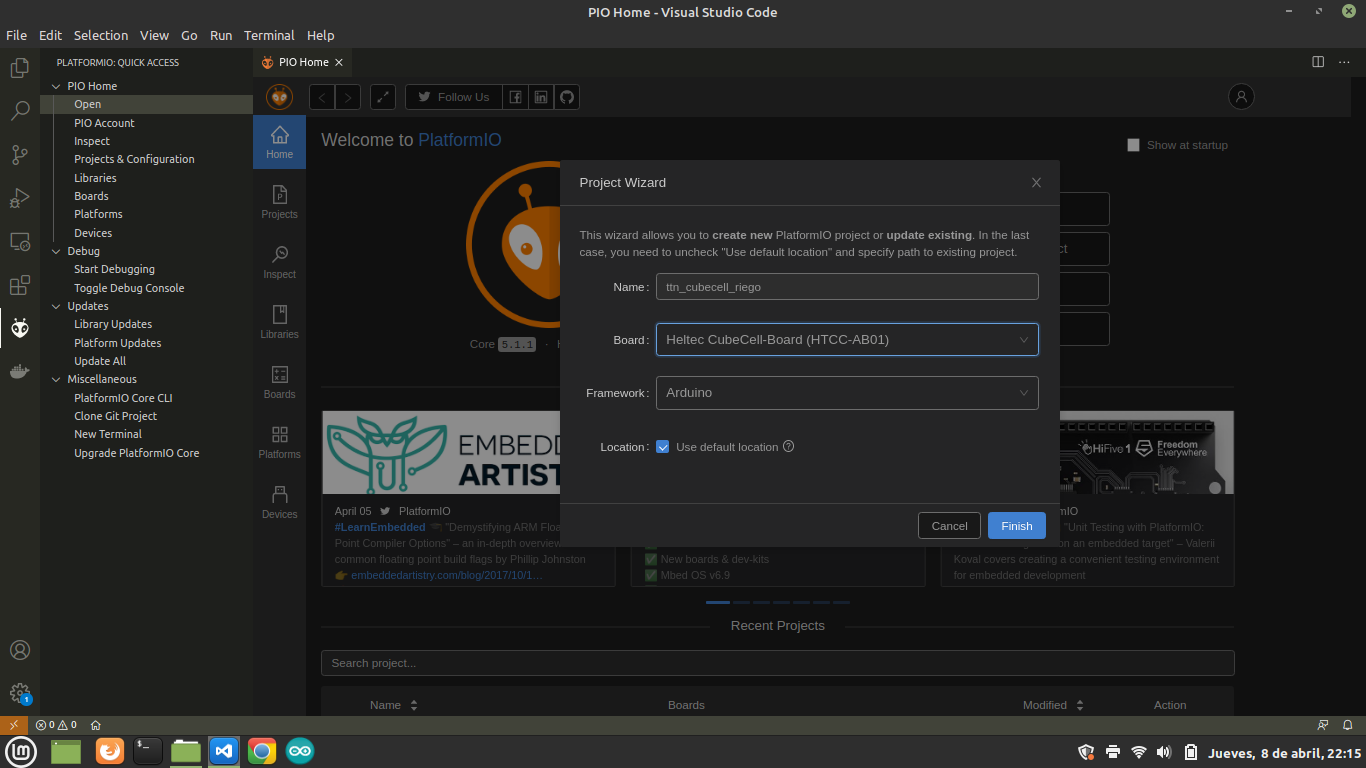 PIO Home - Visual Studio Code
File Edit Selection View Go Run Terminal Help
PLATFORMIO: QUICK ACCESS
PIO Home
Open
PIO Account
Inspect
Projects & Configuration
Libraries
Boards
Platforms
Devices
Debug
Start Debugging
Toggle Debug Console
Updates
Library Updates
Platform Updates
Update All
Miscellaneous
PlatformIO Core CLI
Clone Git Project
New Terminal
Upgrade PlatformIO Core
PIO Home
Follow Us
Home
Projects
Inspect
Libraries
Boards
Platforms
Devices
Welcome to PlatformIO
Show at startup
Core 5.1.1 ·
Project Wizard
This wizard allows you to create new PlatformIO project or update existing. In the last
case, you need to uncheck "Use default location" and specify path to existing project.
Name: ttn_cubecell_riego
Board: Heltec CubeCell-Board (HTCC-AB01)
Framework: Arduino
Location: Use default location
Cancel Finish
EMBEDD
ARTIS
April 05 PlatformIO
#LearnEmbedded "Demystifying ARM Floa
Point Compiler Options" – an in-depth overview
common floating point build flags by Phillip Johnston
embeddedartistry.com/blog/2017/10/1…
New boards & dev-kits
Mbed OS v6.9
HiFive1 Freedom
Everywhere
"Unit Testing with PlatformIO:
on an embedded target" – Valerii
Koval covers creating a convenient testing environment
for embedded development
Recent Projects
Search project...
Name Boards Modified Action
0 0
1
Jueves, 8 de abril, 22:15